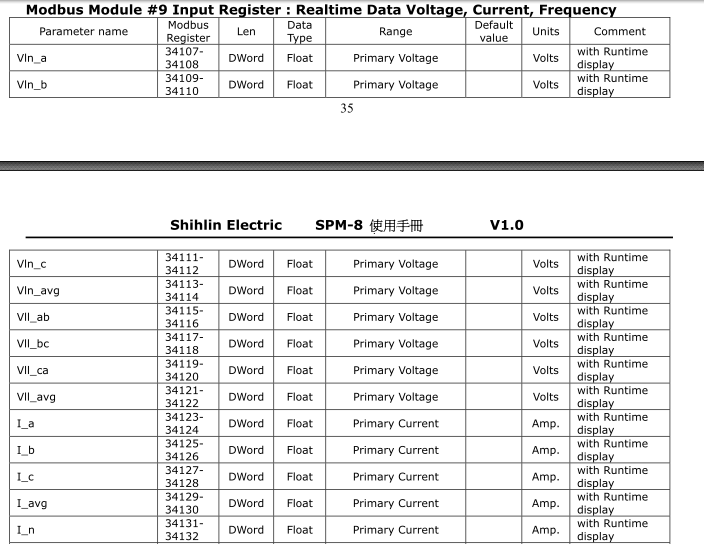 Modbus Module #9 Input Register : Realtime Data Voltage, Current, Frequency
Parameter name Modbus Register Len Data Type Range Default value Units Comment
Vln_a 34107-34108 DWord Float Primary Voltage Volts with Runtime display
Vln_b 34109-34110 DWord Float Primary Voltage Volts with Runtime display
35
Shihlin Electric SPM-8 使用手冊 V1.0
Vln_c 34111-34112 DWord Float Primary Voltage Volts with Runtime display
Vln_avg 34113-34114 DWord Float Primary Voltage Volts with Runtime display
Vll_ab 34115-34116 DWord Float Primary Voltage Volts with Runtime display
Vll_bc 34117-34118 DWord Float Primary Voltage Volts with Runtime display
Vll_ca 34119-34120 DWord Float Primary Voltage Volts with Runtime display
Vll_avg 34121-34122 DWord Float Primary Voltage Volts with Runtime display
I_a 34123-34124 DWord Float Primary Current Amp. with Runtime display
I_b 34125-34126 DWord Float Primary Current Amp. with Runtime display
I_c 34127-34128 DWord Float Primary Current Amp. with Runtime display
I_avg 34129-34130 DWord Float Primary Current Amp. with Runtime display
I_n 34131-34132 DWord Float Primary Current Amp. with Runtime display